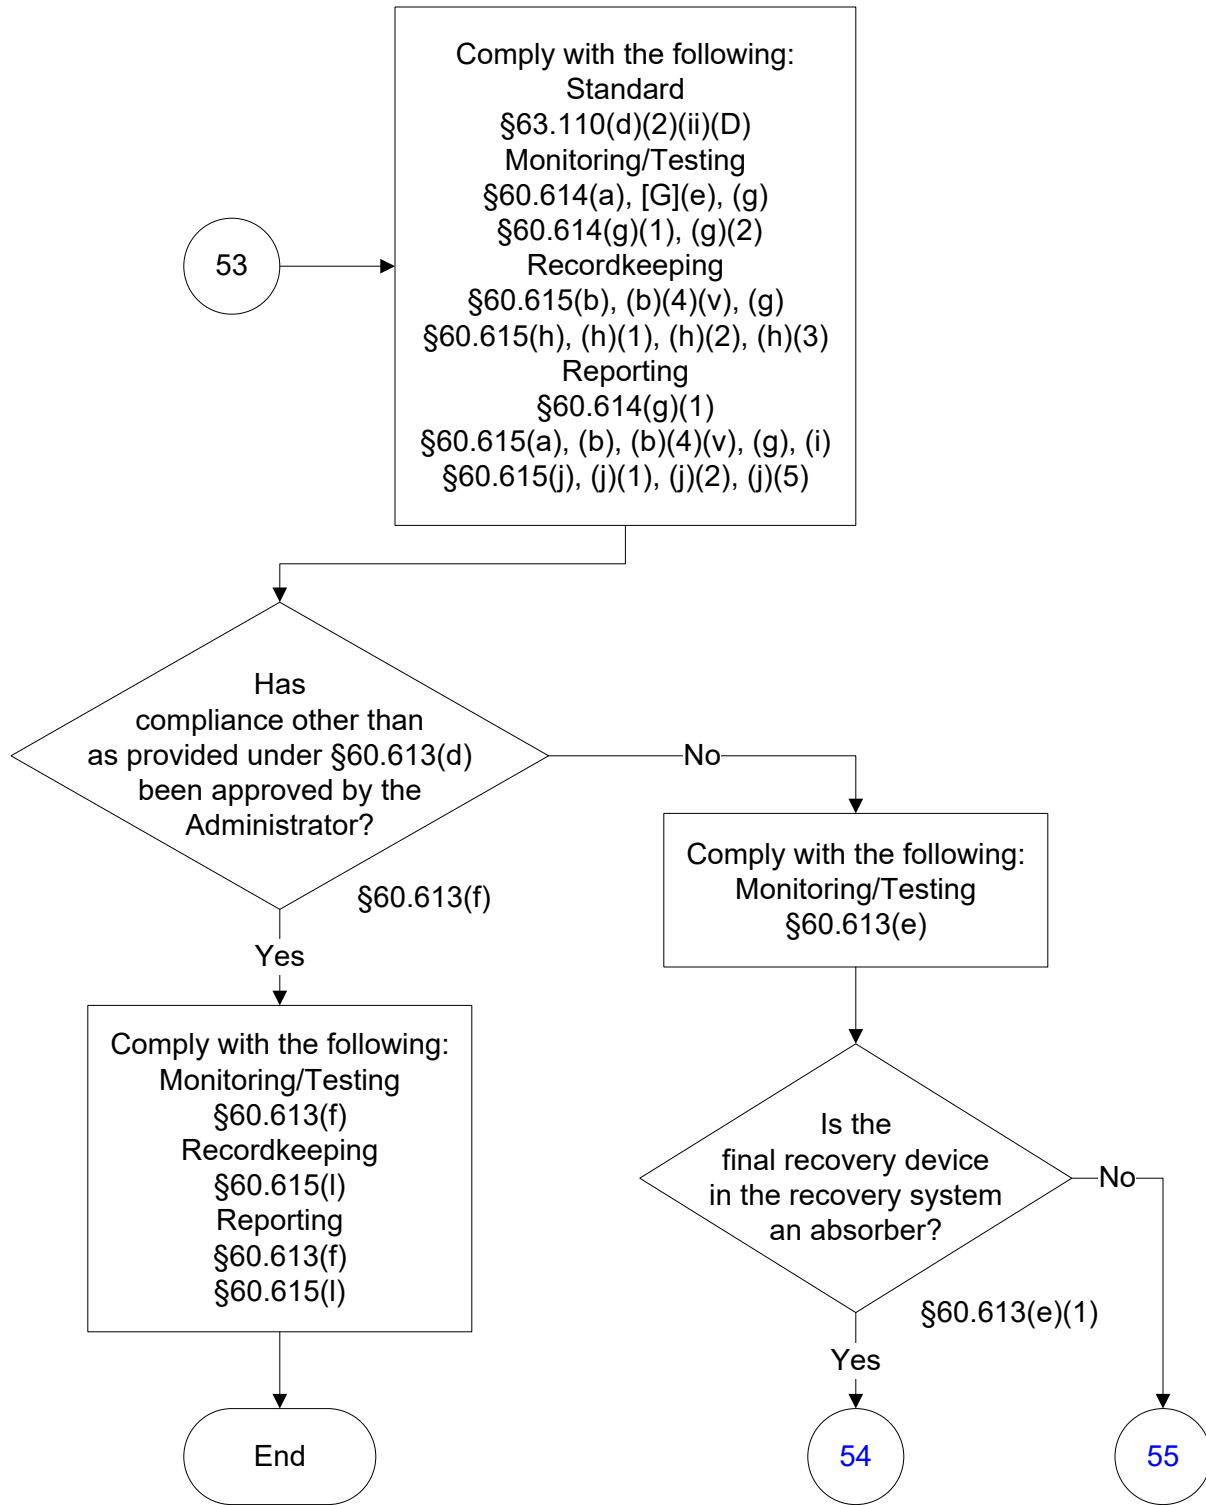 Comply with the following:
Standard
§63.110(d)(2)(ii)(D)
Monitoring/Testing
§60.614(a), [G](e), (g)
§60.614(g)(1), (g)(2)
Recordkeeping
§60.615(b), (b)(4)(v), (g)
§60.615(h), (h)(1), (h)(2), (h)(3)
Reporting
§60.614(g)(1)
§60.615(a), (b), (b)(4)(v), (g), (i)
§60.615(j), (j)(1), (j)(2), (j)(5)
53
Has
compliance other than
as provided under §60.613(d)
been approved by the
Administrator?
§60.613(f)
No
Yes
Comply with the following:
Monitoring/Testing
§60.613(e)
Comply with the following:
Monitoring/Testing
§60.613(f)
Recordkeeping
§60.615(l)
Reporting
§60.613(f)
§60.615(l)
Is the
final recovery device
in the recovery system
an absorber?
§60.613(e)(1)
No
Yes
End
54
55